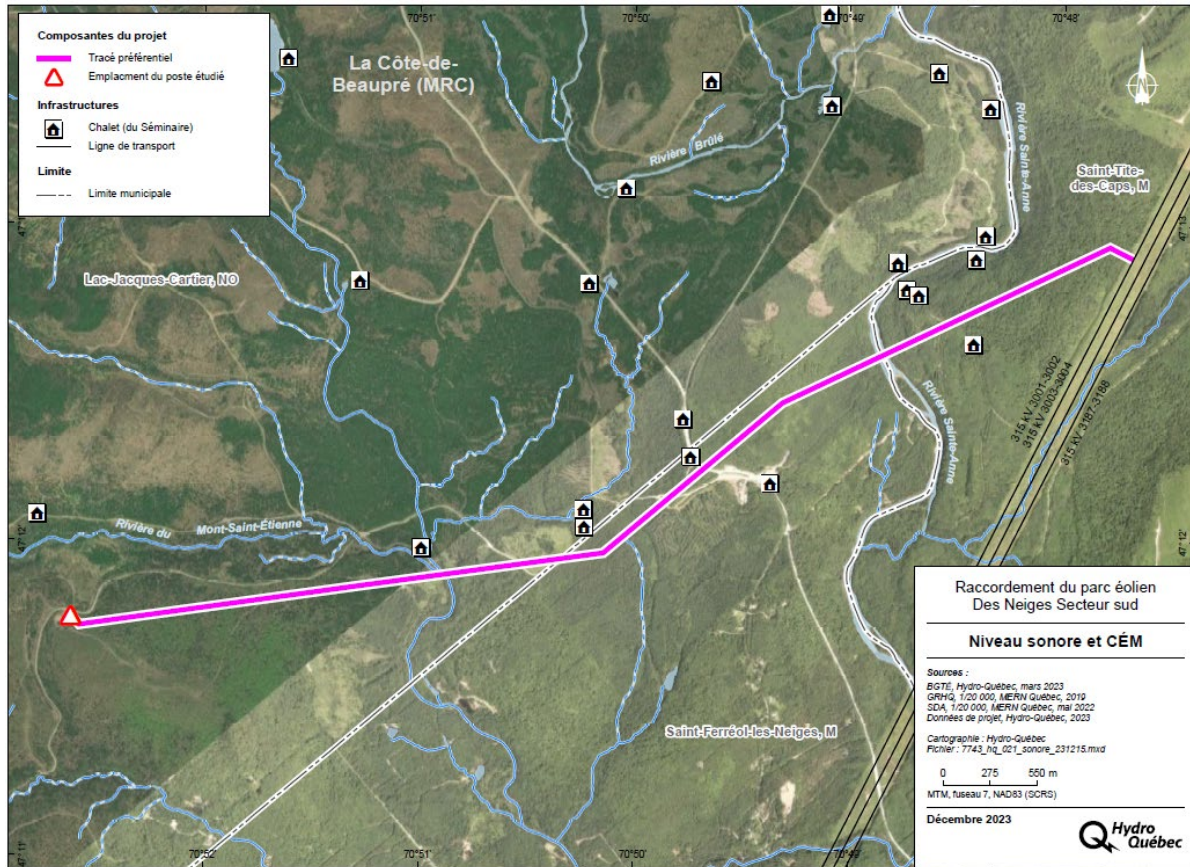 Composantes du projet
Tracé préférentiel
Emplacment du poste étudié
Infrastructures
Chalet (du Séminaire)
Ligne de transport
Limite
Limite municipale
70°51'
70°50'
70°49'
70°48'
La Côte-de-
Beaupré (MRC)
Rivière Brûlé
Rivière Sainte-Anne
Saint-Tite-
des-Caps, M
47°13'
47°13'
Lac-Jacques-Cartier, NO
315 kV 3001-3002
315 kV 3003-3004
315 kV 3187-3188
Rivière Sainte-Anne
Rivière du Mont-Saint-Étienne
47°12'
47°12'
Saint-Ferréol-les-Neiges, M
47°11'
70°52'
70°51'
70°50'
70°49'
Raccordement du parc éolien
Des Neiges Secteur sud
Niveau sonore et CÉM
Sources :
BGTÉ, Hydro-Québec, mars 2023
GRHQ, 1/20 000, MERN Québec, 2019
SDA, 1/20 000, MERN Québec, mai 2022
Données de projet, Hydro-Québec, 2023
Cartographie : Hydro-Québec
Fichier : 7743_hq_021_sonore_231215.mxd
0 275 550 m
MTM, fuseau 7, NAD83 (SCRS)
Décembre 2023
Hydro
Québec